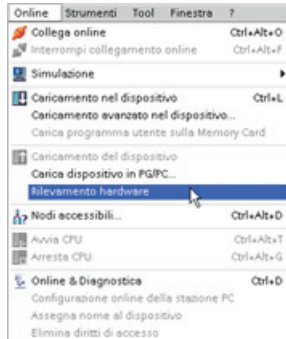 Online Strumenti Tool Finestra ?
Collega online Ctrl+Alt+O
Interrompi collegamento online Ctrl+Alt+F
Simulazione
Caricamento nel dispositivo Ctrl+L
Caricamento avanzato nel dispositivo...
Carica programma utente sulla Memory Card
Caricamento del dispositivo
Carica dispositivo in PG/PC...
Rilevamento hardware
Nodi accessibili... Ctrl+Alt+D
Avvia CPU Ctrl+Alt+T
Arresta CPU Ctrl+Alt+G
Online & Diagnostica Ctrl+D
Configurazione online della stazione PC
Assegna nome al dispositivo
Elimina diritti di accesso